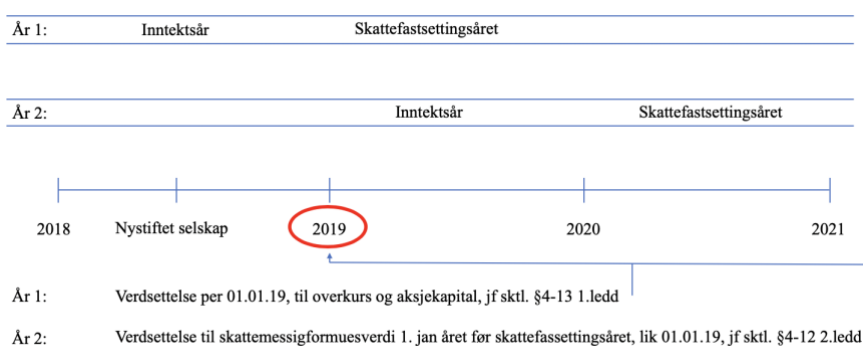 År 1: Inntektsår Skattefastsettingsåret
År 2: Inntektsår Skattefastsettingsåret
2018 Nystiftet selskap 2019 2020 2021
År 1: Verdsettelse per 01.01.19, til overkurs og aksjekapital, jf sktl. §4-13 1.ledd
År 2: Verdsettelse til skattemessigformuesverdi 1. jan året før skattefassettingsåret, lik 01.01.19, jf sktl. §4-12 2.ledd